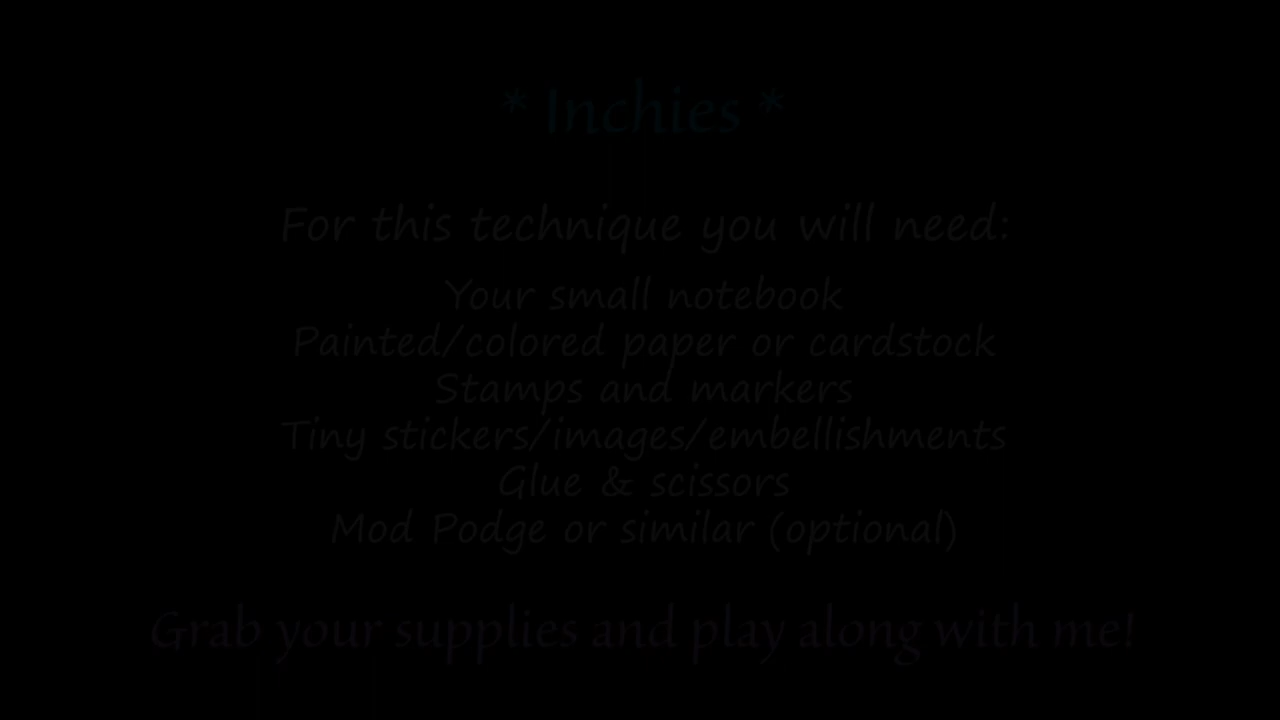 * Inchies *
For this technique you will need:
Your small notebook
Painted/colored paper or cardstock
Stamps and markers
Tiny stickers/images/embellishments
Glue & scissors
Mod Podge or similar (optional)
Grab your supplies and play along with me!